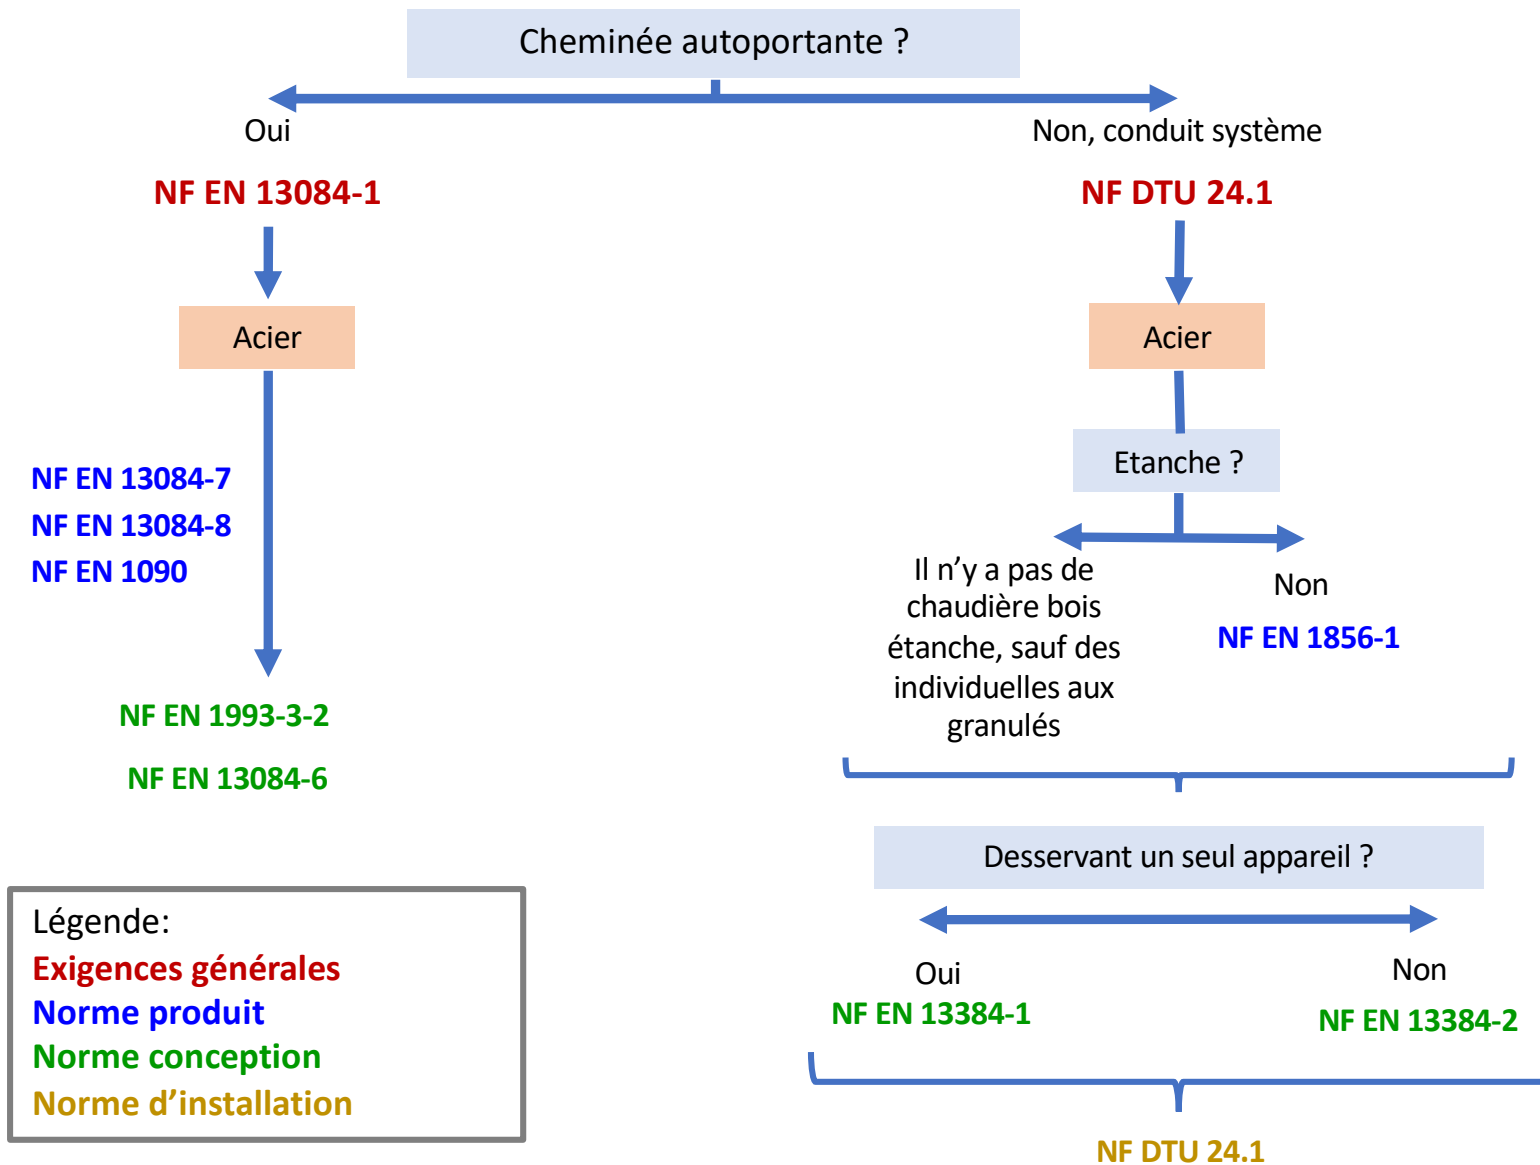 Cheminée autoportante ?
Oui
NF EN 13084-1
Acier
NF EN 13084-7
NF EN 13084-8
NF EN 1090
NF EN 1993-3-2
NF EN 13084-6
Non, conduit système
NF DTU 24.1
Acier
Etanche ?
Il n’y a pas de
chaudière bois
étanche, sauf des
individuelles aux
granulés
Non
NF EN 1856-1
Desservant un seul appareil ?
Oui
NF EN 13384-1
Non
NF EN 13384-2
NF DTU 24.1
Légende:
Exigences générales
Norme produit
Norme conception
Norme d’installation